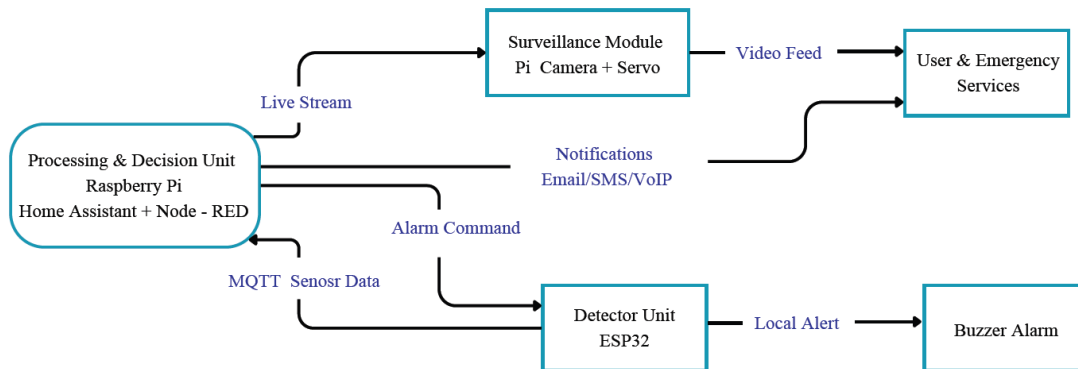 Surveillance Module
Pi Camera + Servo
Video Feed
User & Emergency
Services
Live Stream
Processing & Decision Unit
Raspberry Pi
Home Assistant + Node - RED
Notifications
Email/SMS/VoIP
Alarm Command
MQTT Senosr Data
Detector Unit
ESP32
Local Alert
Buzzer Alarm